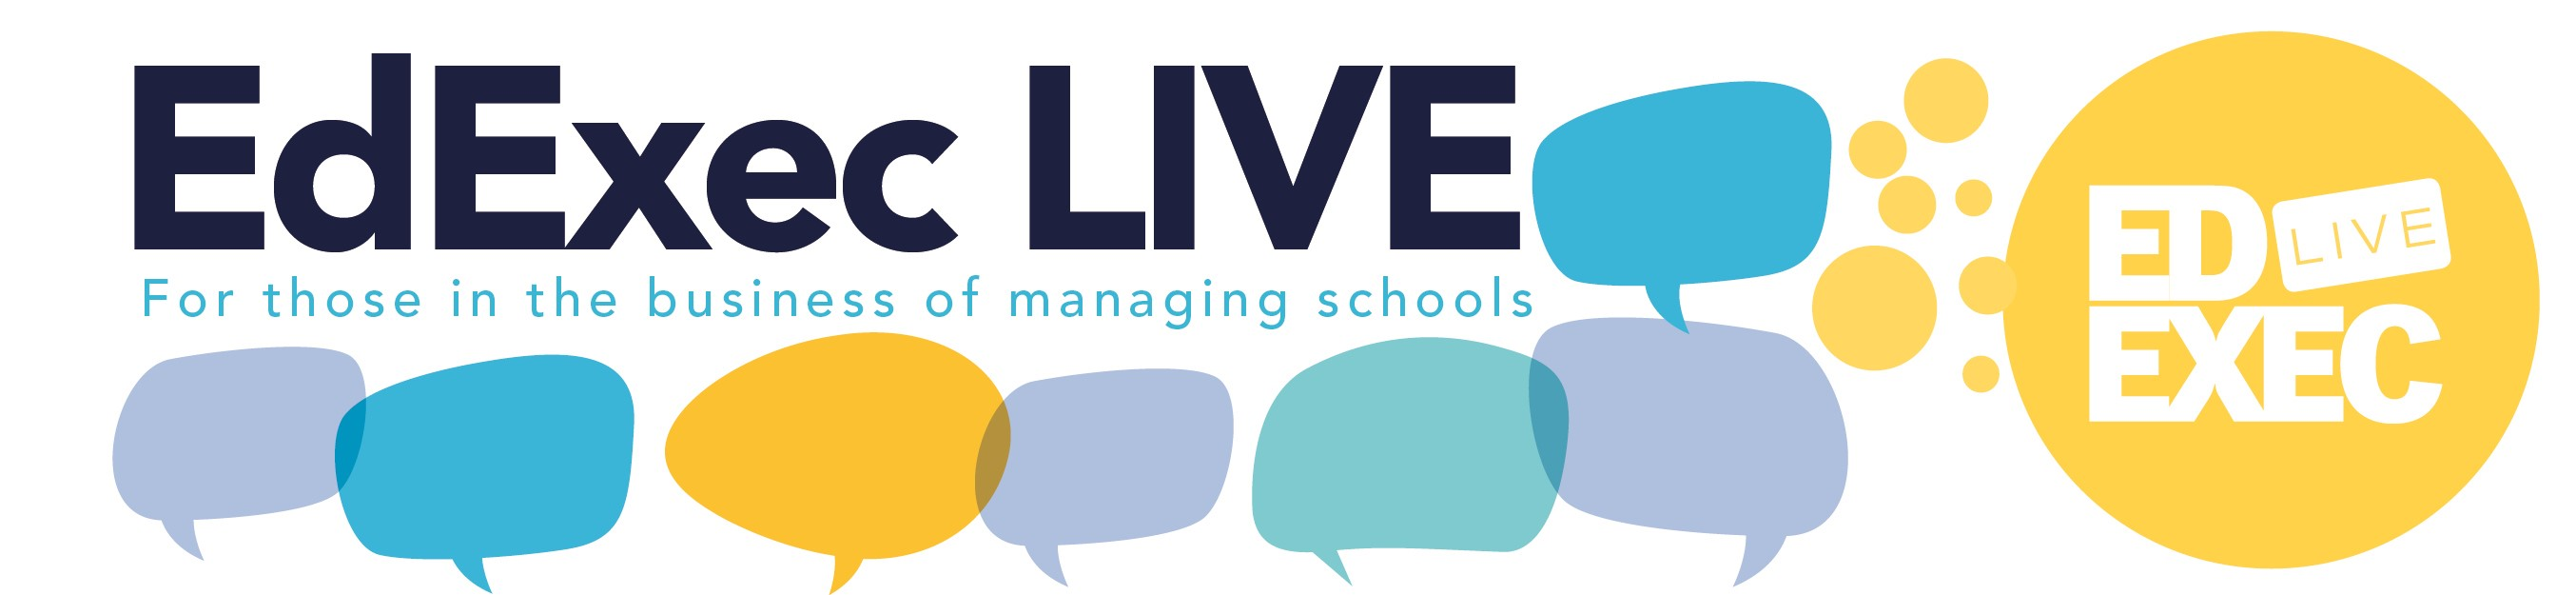 EdExec LIVE
For those in the business of managing schools
ED LIVE
EXEC